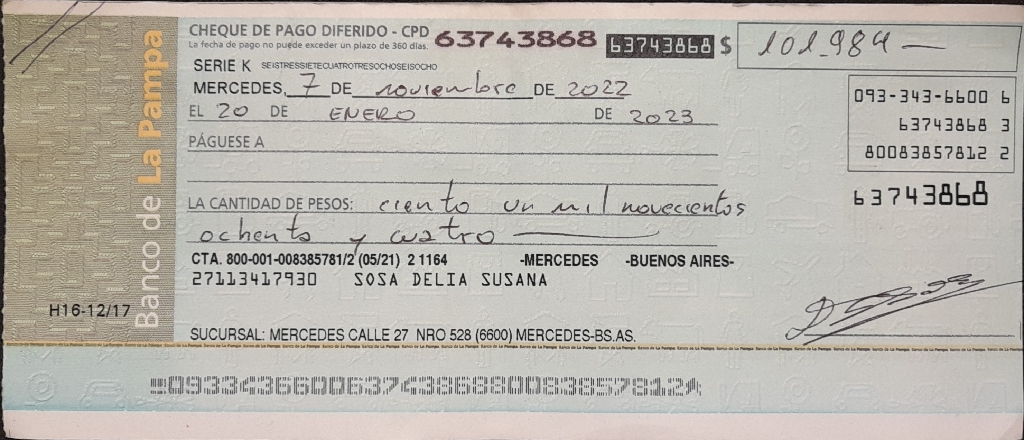 CHEQUE DE PAGO DIFERIDO - CPD 63743868 63743868 $ 101.984 —
La fecha de pago no puede exceder un plazo de 360 días.
SERIE K SEISTRESSIETECUATROTRESOCHOSEISOCHO
MERCEDES, 7 DE noviembre DE 2022
EL 20 DE ENERO DE 2023
093-343-6600 6
63743868 3
80083857812 2
PÁGUESE A
63743868
LA CANTIDAD DE PESOS: ciento un mil novecientos
ochenta y cuatro
CTA. 800-001-008385781/2 (05/21) 2 1164 -MERCEDES -BUENOS AIRES-
27113417930 SOSA DELIA SUSANA
SUCURSAL: MERCEDES CALLE 27 NRO 528 (6600) MERCEDES-BS.AS.
Banco de La Pampa
H16-12/17
09334366006374386880083857812